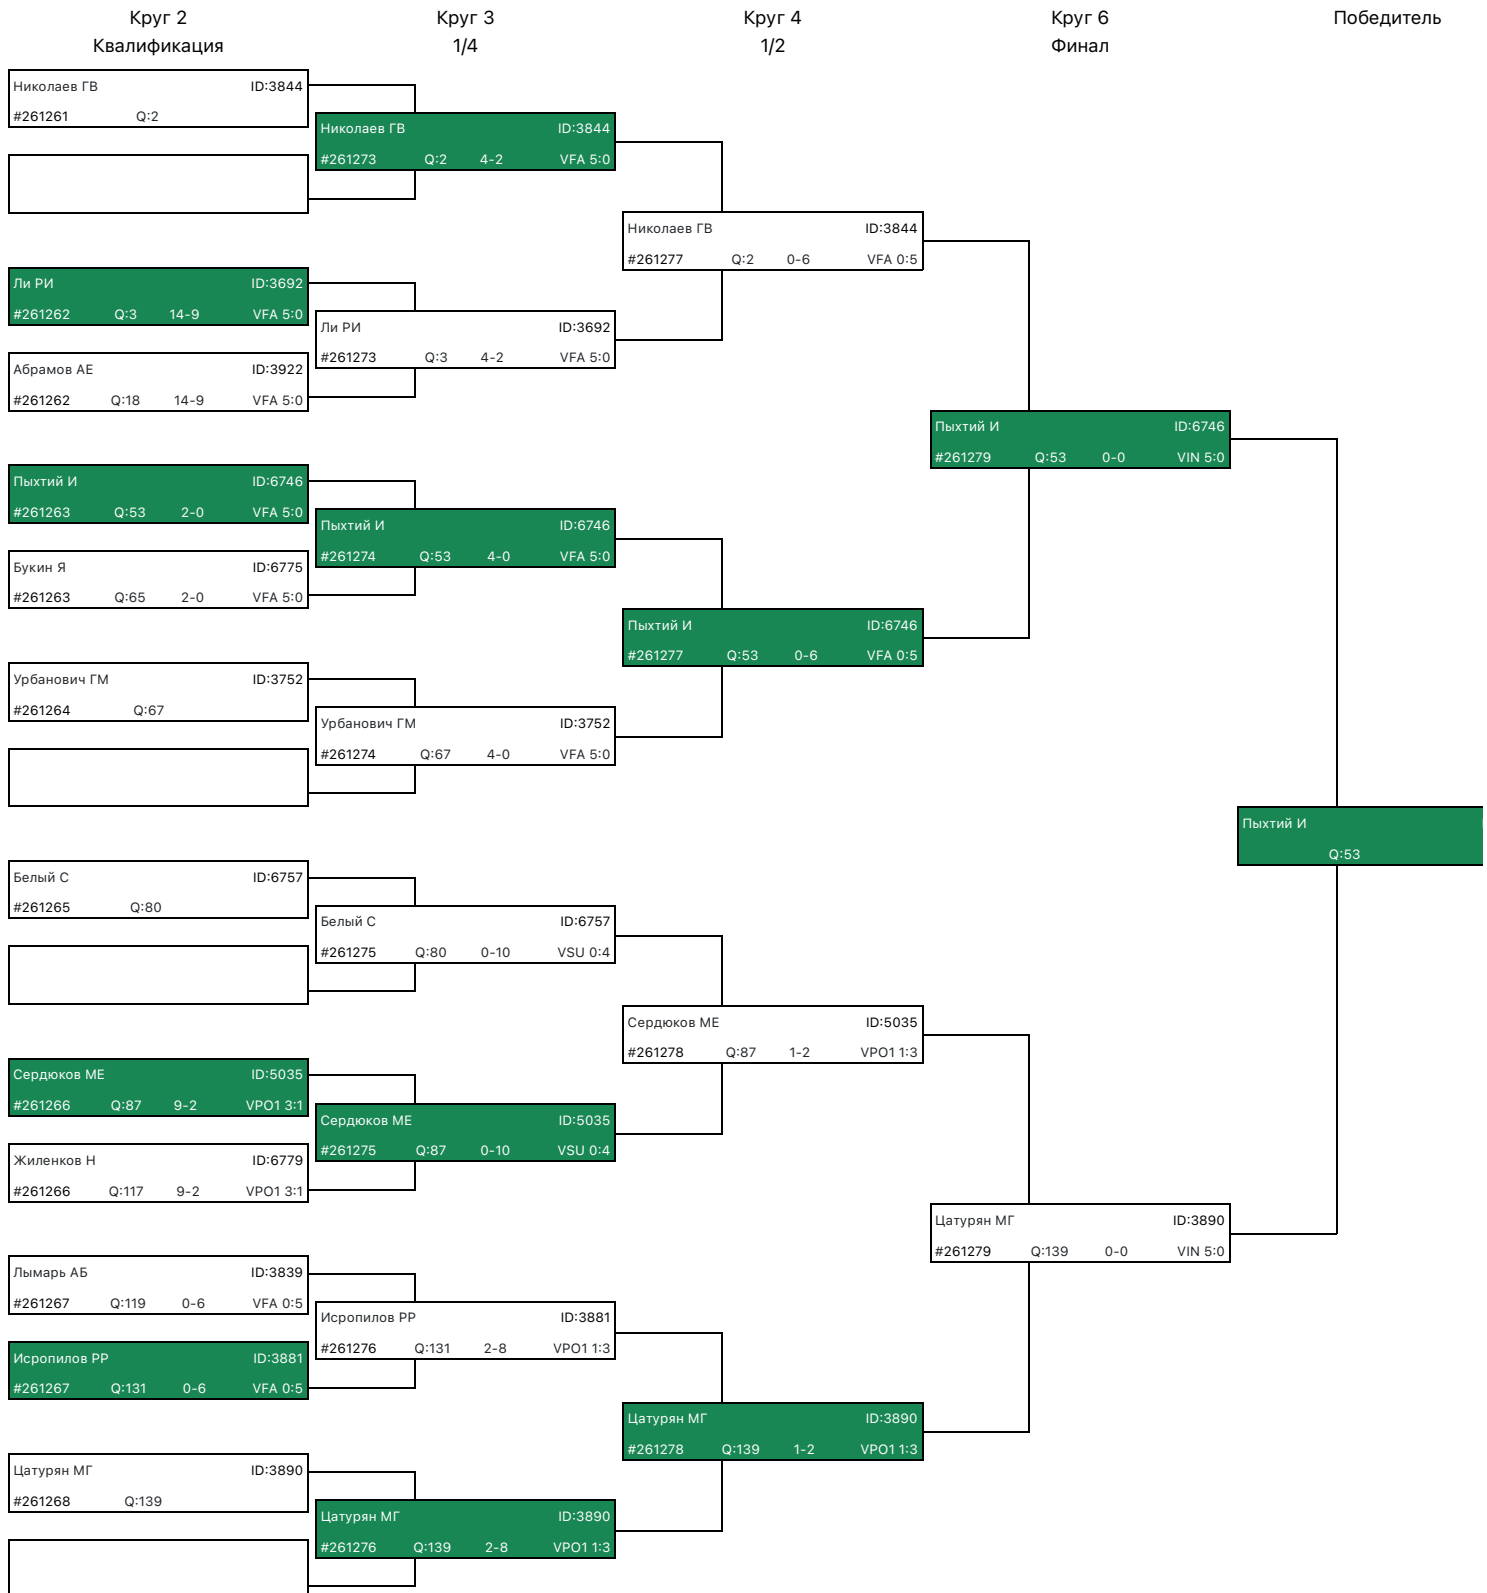 Круг 2
Квалификация
Круг 3
1/4
Круг 4
1/2
Круг 6
Финал
Победитель
Николаев ГВ ID:3844
#261261 Q:2
Ли РИ ID:3692
#261262 Q:3 14-9 VFA 5:0
Абрамов АЕ ID:3922
#261262 Q:18 14-9 VFA 5:0
Пыхтий И ID:6746
#261263 Q:53 2-0 VFA 5:0
Букин Я ID:6775
#261263 Q:65 2-0 VFA 5:0
Урбанович ГМ ID:3752
#261264 Q:67
Белый С ID:6757
#261265 Q:80
Сердюков МЕ ID:5035
#261266 Q:87 9-2 VPO1 3:1
Жиленков Н ID:6779
#261266 Q:117 9-2 VPO1 3:1
Лымарь АБ ID:3839
#261267 Q:119 0-6 VFA 0:5
Исропилов РР ID:3881
#261267 Q:131 0-6 VFA 0:5
Цатурян МГ ID:3890
#261268 Q:139
Николаев ГВ ID:3844
#261273 Q:2 4-2 VFA 5:0
Ли РИ ID:3692
#261273 Q:3 4-2 VFA 5:0
Пыхтий И ID:6746
#261274 Q:53 4-0 VFA 5:0
Урбанович ГМ ID:3752
#261274 Q:67 4-0 VFA 5:0
Белый С ID:6757
#261275 Q:80 0-10 VSU 0:4
Сердюков МЕ ID:5035
#261275 Q:87 0-10 VSU 0:4
Исропилов РР ID:3881
#261276 Q:131 2-8 VPO1 1:3
Цатурян МГ ID:3890
#261276 Q:139 2-8 VPO1 1:3
Николаев ГВ ID:3844
#261277 Q:2 0-6 VFA 0:5
Пыхтий И ID:6746
#261277 Q:53 0-6 VFA 0:5
Сердюков МЕ ID:5035
#261278 Q:87 1-2 VPO1 1:3
Цатурян МГ ID:3890
#261278 Q:139 1-2 VPO1 1:3
Пыхтий И ID:6746
#261279 Q:53 0-0 VIN 5:0
Цатурян МГ ID:3890
#261279 Q:139 0-0 VIN 5:0
Пыхтий И
Q:53